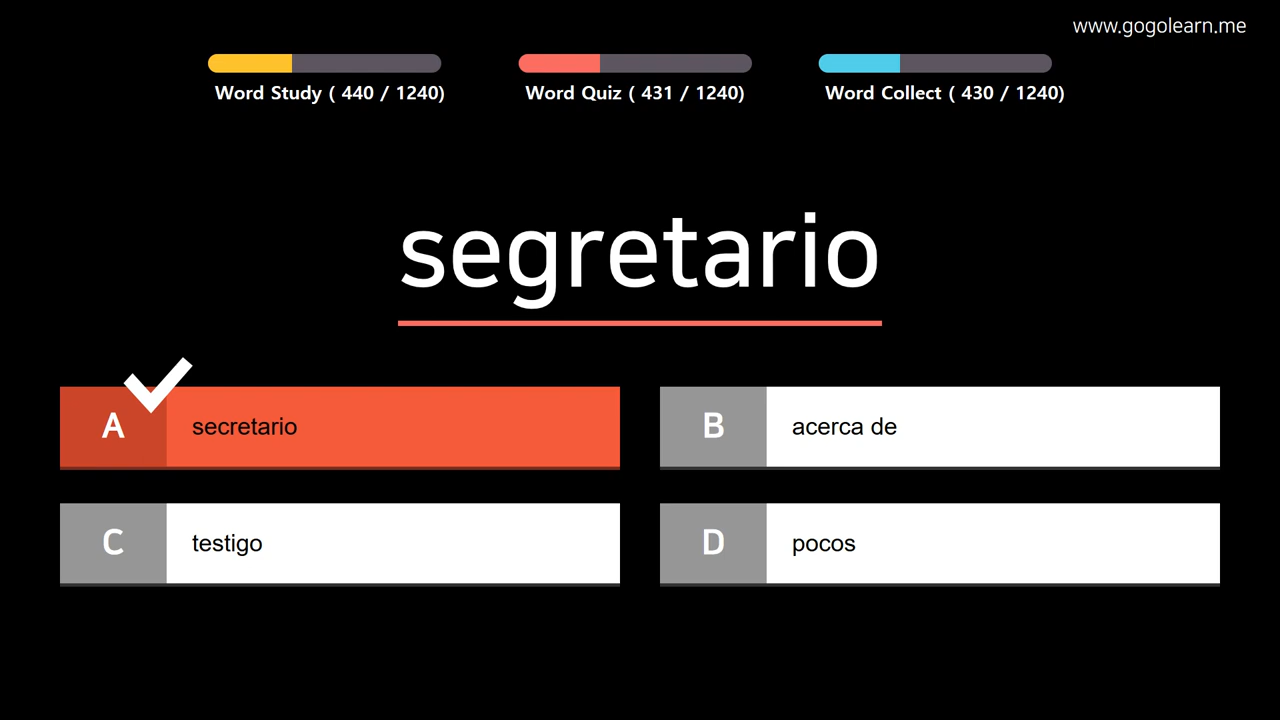 www.gogolearn.me
Word Study ( 440 / 1240)
Word Quiz ( 431 / 1240)
Word Collect ( 430 / 1240)
segretario
A secretario
B acerca de
C testigo
D pocos